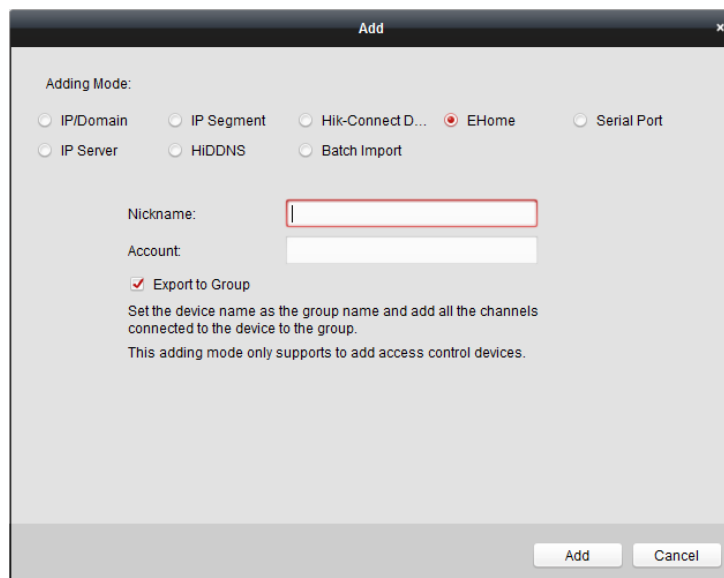 Add
×
Adding Mode:
IP/Domain IP Segment Hik-Connect D... EHome Serial Port
IP Server HiDDNS Batch Import
Nickname:
Account:
Export to Group
Set the device name as the group name and add all the channels
connected to the device to the group.
This adding mode only supports to add access control devices.
Add Cancel